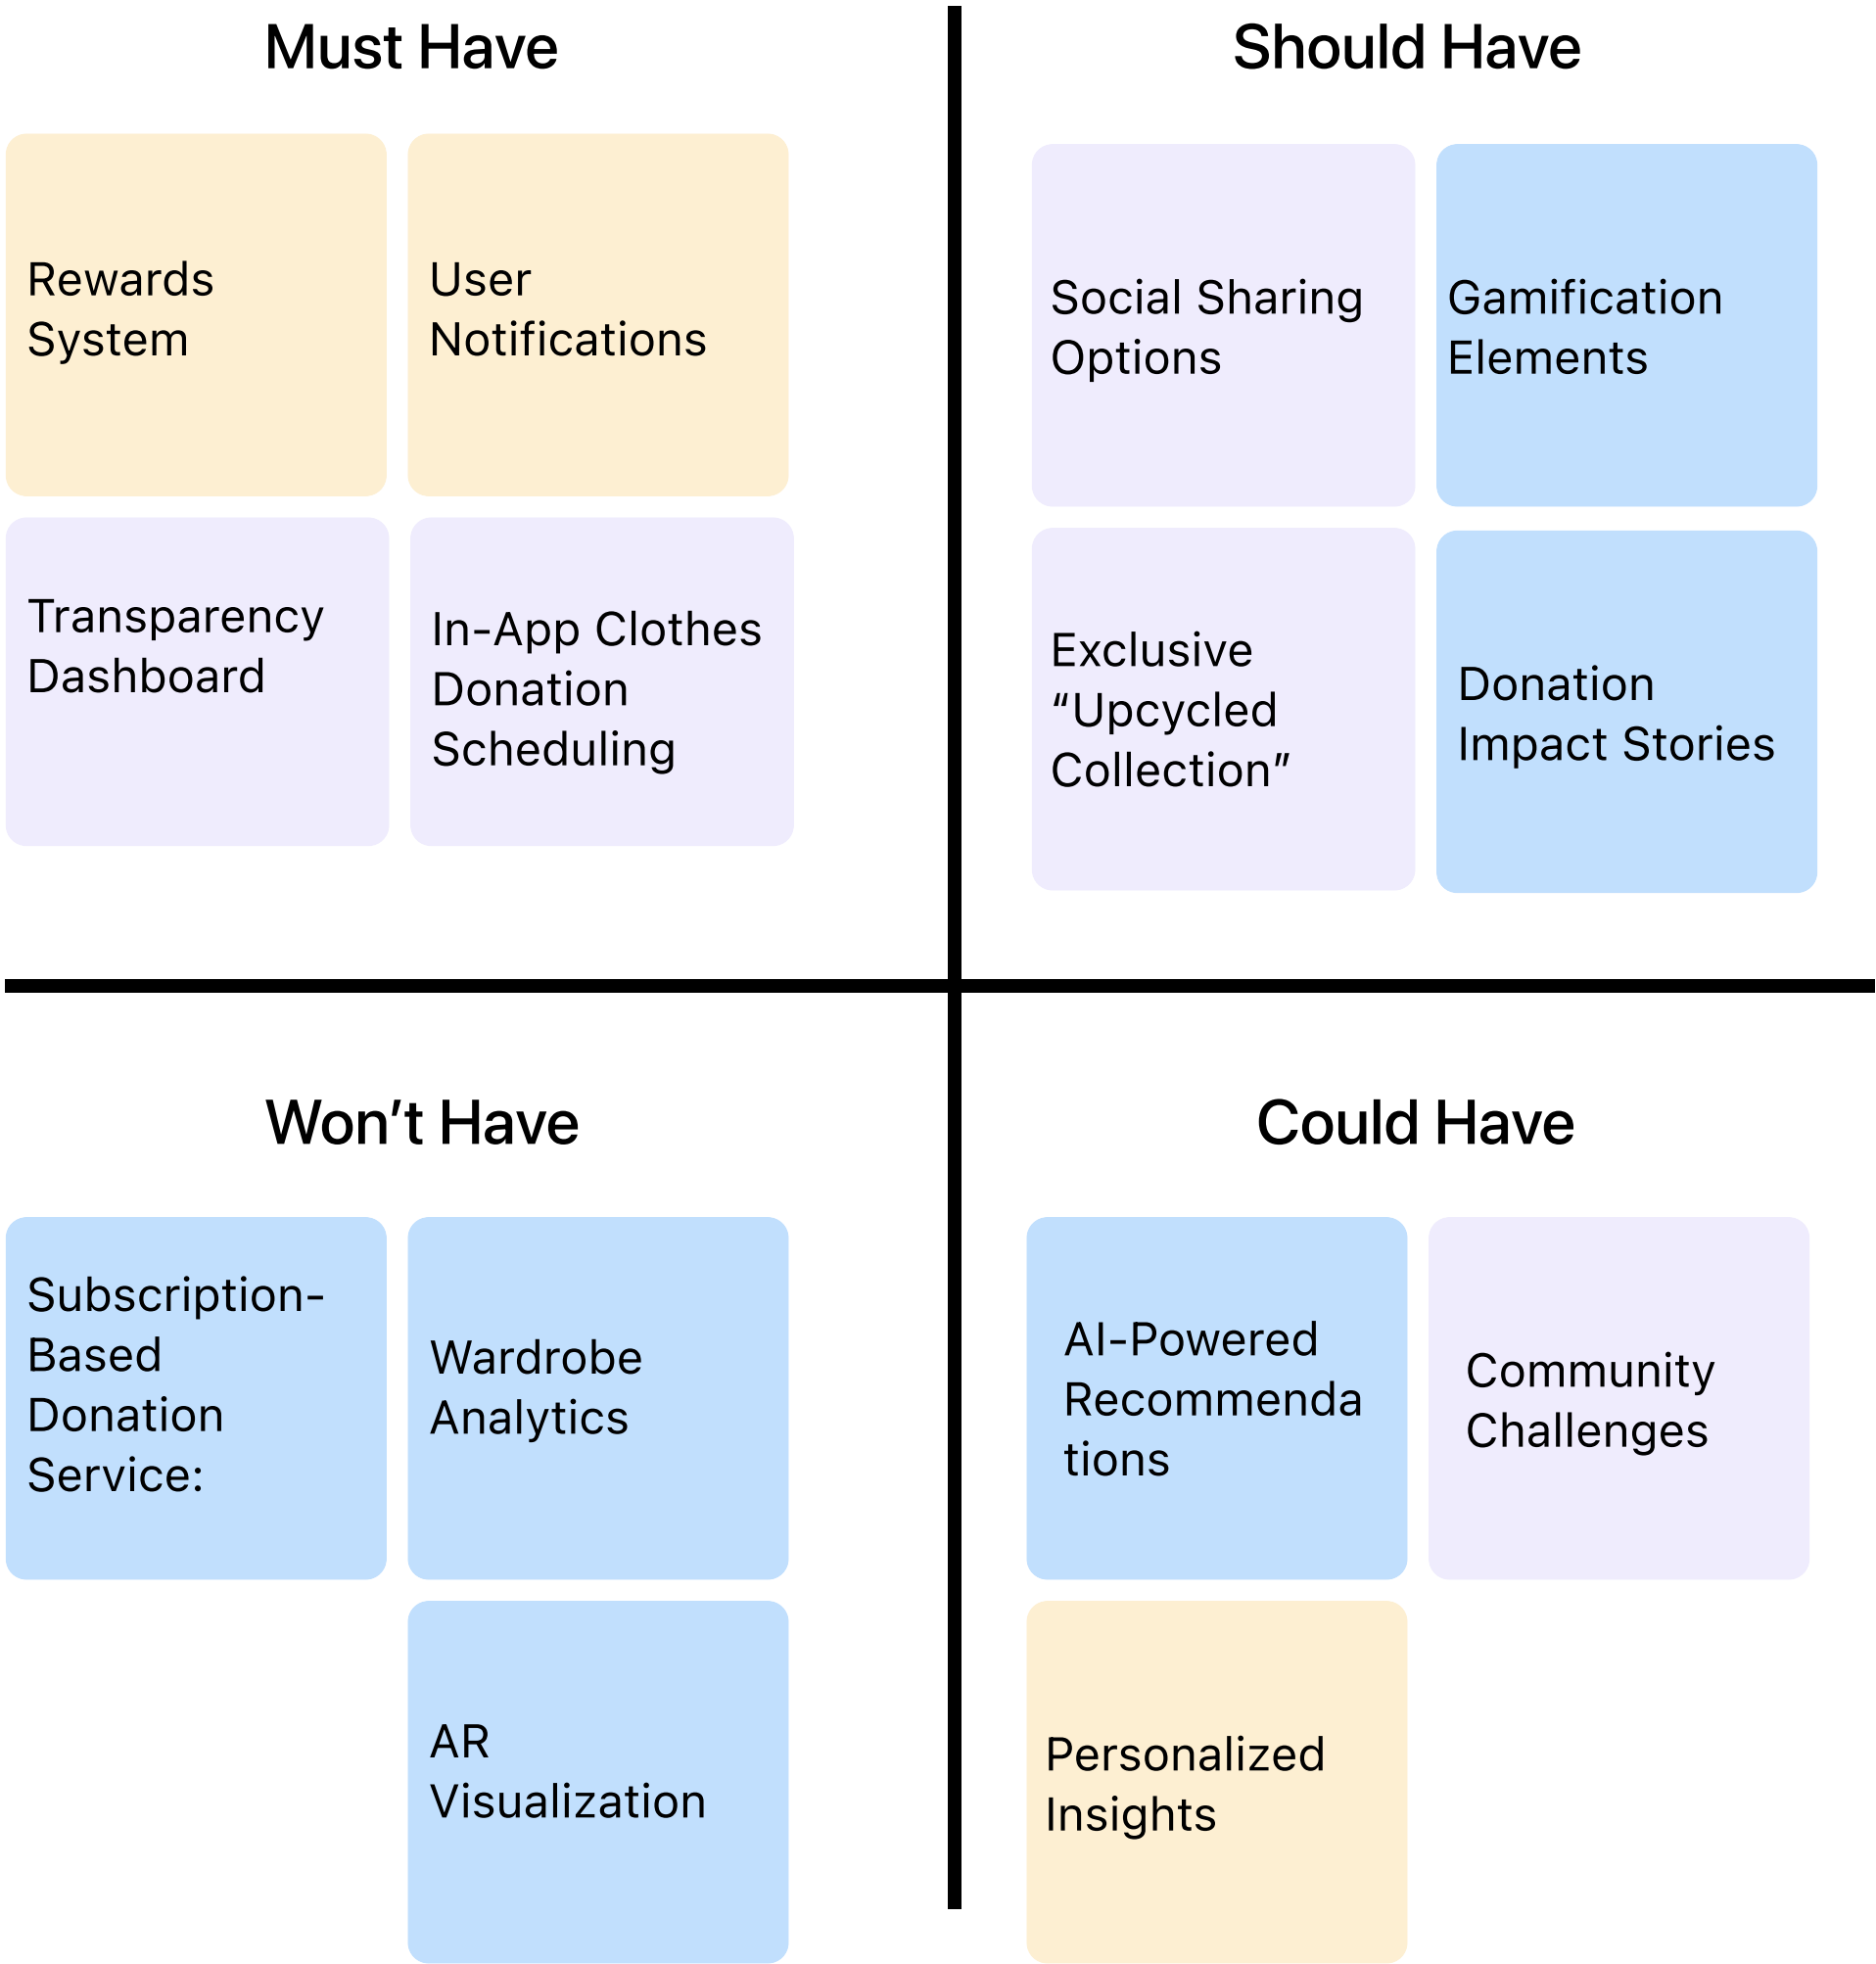 Must Have
Rewards
System
User
Notifications
Transparency
Dashboard
In-App Clothes
Donation
Scheduling
Should Have
Social Sharing
Options
Gamification
Elements
Exclusive
“Upcycled
Collection”
Donation
Impact Stories
Won’t Have
Subscription-
Based
Donation
Service:
Wardrobe
Analytics
AR
Visualization
Could Have
AI-Powered
Recommenda
tions
Community
Challenges
Personalized
Insights